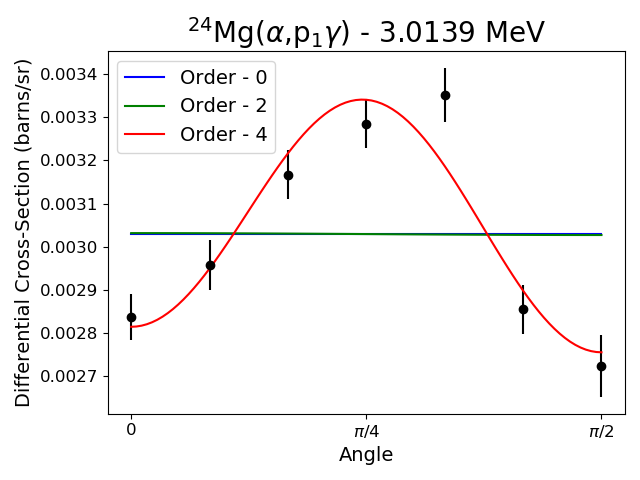 ²⁴Mg(α,p₁γ) - 3.0139 MeV
Order - 0
Order - 2
Order - 4
Differential Cross-Section (barns/sr)
0.0034
0.0033
0.0032
0.0031
0.0030
0.0029
0.0028
0.0027
0 π/4 π/2
Angle